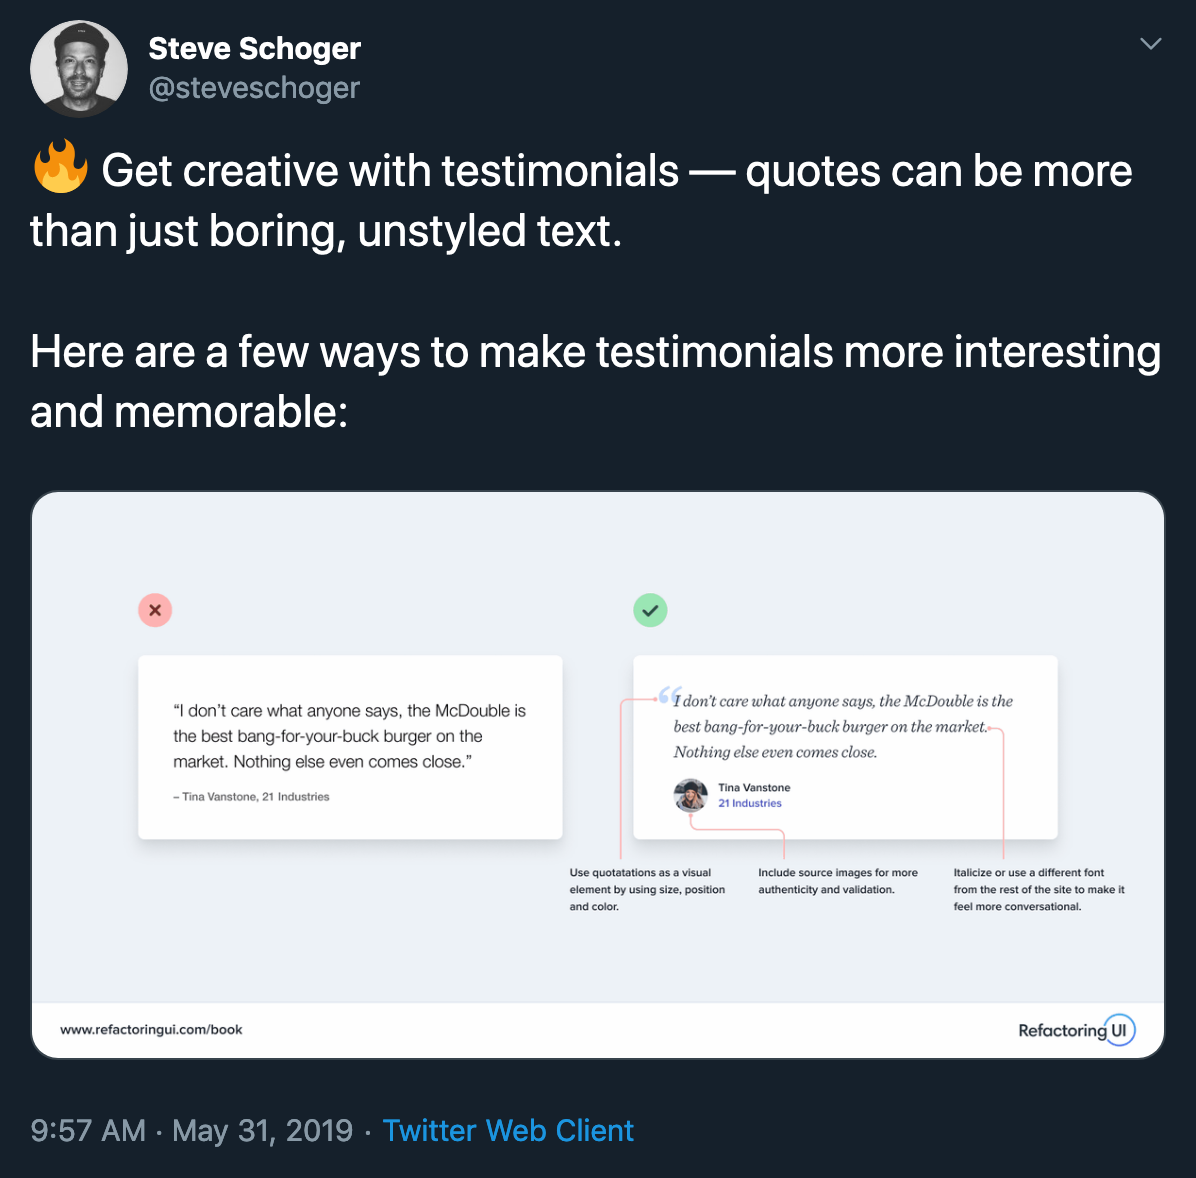 Steve Schoger
@steveschoger
🔥 Get creative with testimonials — quotes can be more
than just boring, unstyled text.
Here are a few ways to make testimonials more interesting
and memorable:
“I don’t care what anyone says, the McDouble is
the best bang-for-your-buck burger on the
market. Nothing else even comes close.”
– Tina Vanstone, 21 Industries
“I don’t care what anyone says, the McDouble is the
best bang-for-your-buck burger on the market.
Nothing else even comes close.
Tina Vanstone
21 Industries
Use quotatations as a visual
element by using size, position
and color.
Include source images for more
authenticity and validation.
Italicize or use a different font
from the rest of the site to make it
feel more conversational.
www.refactoringui.com/book
Refactoring UI
9:57 AM · May 31, 2019 · Twitter Web Client